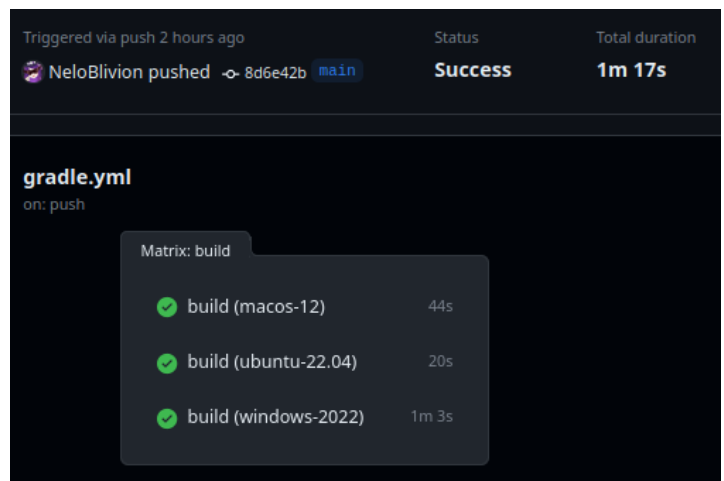 Triggered via push 2 hours ago
Status
Total duration
NeloBlivion pushed 8d6e42b main
Success
1m 17s
gradle.yml
on: push
Matrix: build
build (macos-12) 44s
build (ubuntu-22.04) 20s
build (windows-2022) 1m 3s